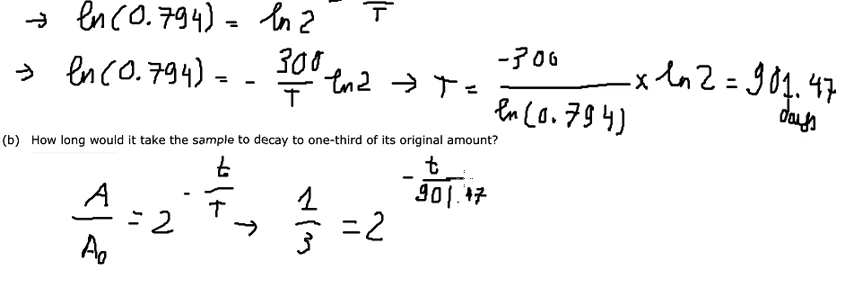 → ln(0.794) = ln 2^(-300/T)
→ ln(0.794) = - 300/T ln2 → T = -300/ln(0.794) x ln 2 = 901.47 days
(b) How long would it take the sample to decay to one-third of its original amount?
A/A₀ = 2^(-t/T) → 1/3 = 2^(-t/901.47)